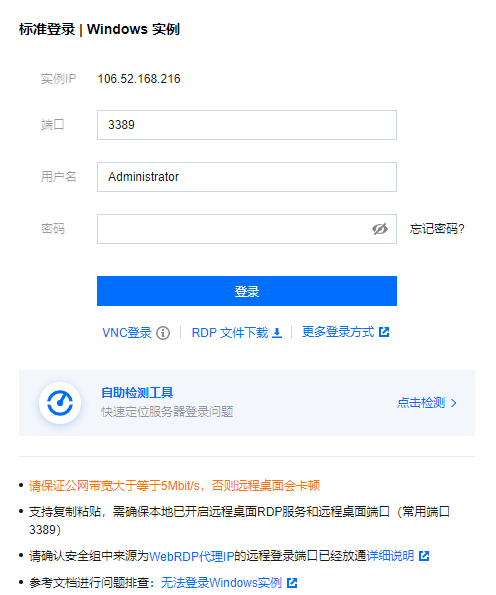 标准登录 | Windows 实例
实例IP 106.52.168.216
端口 3389
用户名 Administrator
密码 忘记密码?
登录
VNC登录 RDP 文件下载 更多登录方式
自助检测工具
快速定位服务器登录问题
点击检测
请保证公网带宽大于等于5Mbit/s，否则远程桌面会卡顿
支持复制粘贴，需确保本地已开启远程桌面RDP服务和远程桌面端口（常用端口
3389）
请确认安全组中来源为WebRDP代理IP的远程登录端口已经放通详细说明
参考文档进行问题排查：无法登录Windows实例